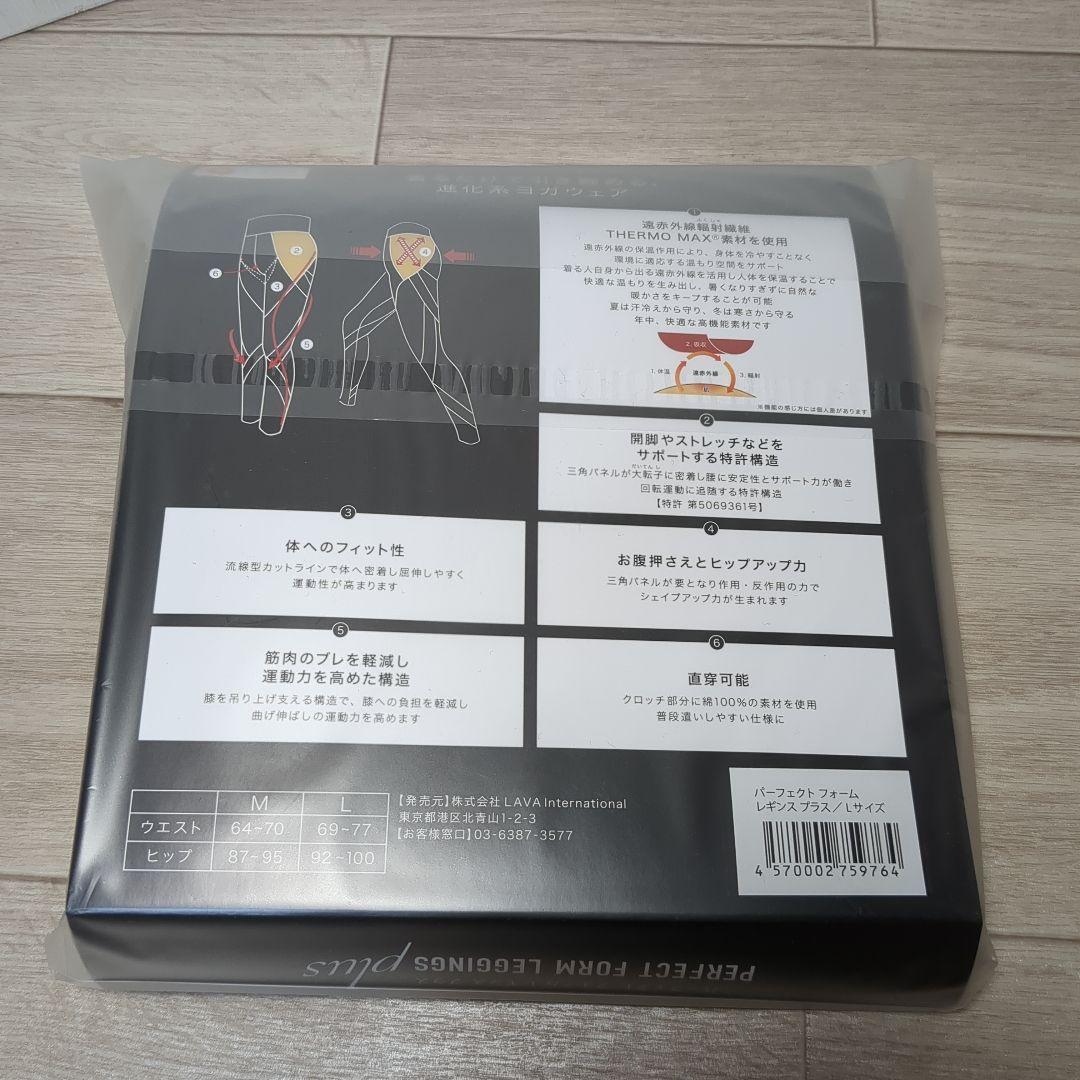 進化系ヨガウェア
2
6
3
4
5
1
遠赤外線輻射繊維
ふくしゃ
THERMO MAX®素材を使用
遠赤外線の保温作用により、身体を冷やすことなく
環境に適応する温もり空間をサポート
着る人自身から出る遠赤外線を活用し人体を保温することで
快適な温もりを生み出し、暑くなりすぎずに自然な
暖かさをキープすることが可能
夏は汗冷えから守り、冬は寒さから守る
年中、快適な高機能素材です
2. 吸収
1. 体温
遠赤外線
3. 輻射
肌
※機能の感じ方には個人差があります
2
開脚やストレッチなどを
サポートする特許構造
だいてんし
三角パネルが大転子に密着し腰に安定性とサポート力が働き
回転運動に追随する特許構造
【特許 第5069361号】
3
体へのフィット性
流線型カットラインで体へ密着し屈伸しやすく
運動性が高まります
4
お腹押さえとヒップアップ力
三角パネルが要となり作用・反作用の力で
シェイプアップ力が生まれます
5
筋肉のブレを軽減し
運動力を高めた構造
膝を吊り上げ支える構造で、膝への負担を軽減し
曲げ伸ばしの運動力を高めます
6
直穿可能
クロッチ部分に綿100%の素材を使用
普段遣いしやすい仕様に
M L
ウエスト 64~70 69~77
ヒップ 87~95 92~100
【発売元】株式会社 LAVA International
東京都港区北青山1-2-3
【お客様窓口】03-6387-3577
パーフェクト フォーム
レギンス プラス/Lサイズ
4 570002 759764
PERFECT FORM LEGGINGS plus